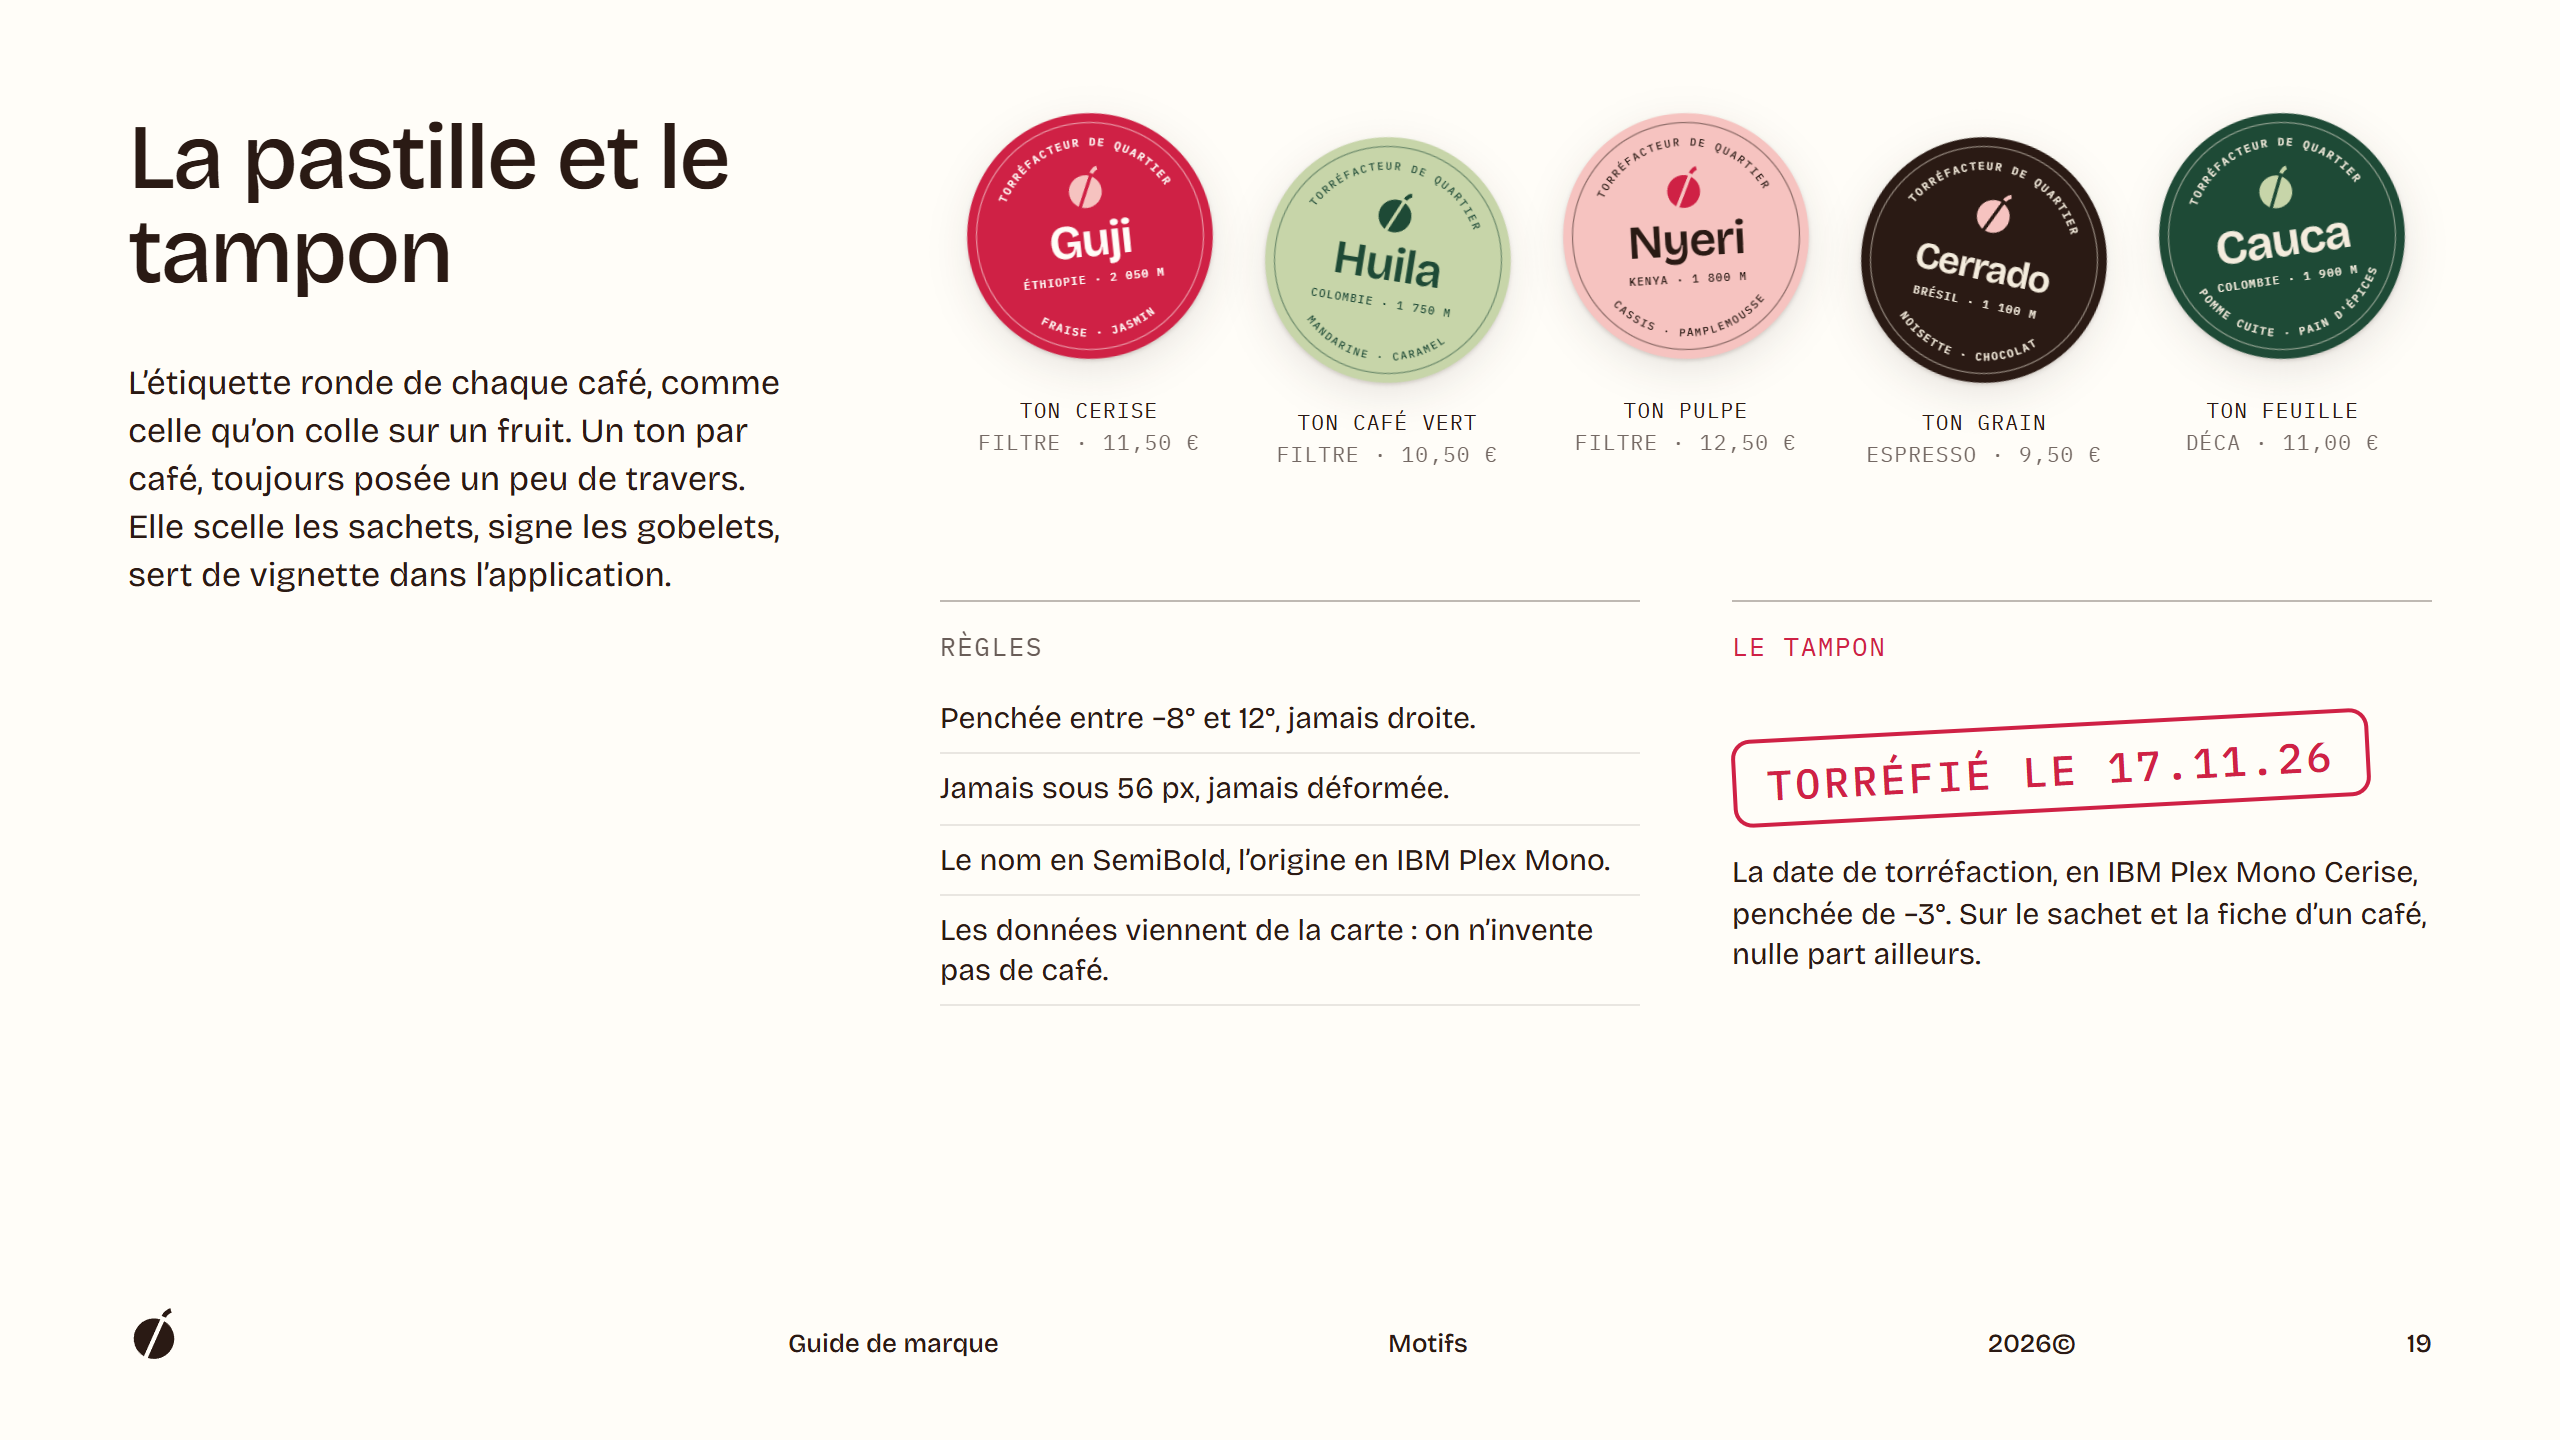 La pastille et le
tampon
L’étiquette ronde de chaque café, comme
celle qu’on colle sur un fruit. Un ton par
café, toujours posée un peu de travers.
Elle scelle les sachets, signe les gobelets,
sert de vignette dans l’application.
TORRÉFACTEUR DE QUARTIER
Guji
ÉTHIOPIE · 2 050 M
FRAISE · JASMIN
TON CERISE
FILTRE · 11,50 €
TORRÉFACTEUR DE QUARTIER
Huila
COLOMBIE · 1 750 M
MANDARINE · CARAMEL
TON CAFÉ VERT
FILTRE · 10,50 €
TORRÉFACTEUR DE QUARTIER
Nyeri
KENYA · 1 800 M
CASSIS · PAMPLEMOUSSE
TON PULPE
FILTRE · 12,50 €
TORRÉFACTEUR DE QUARTIER
Cerrado
BRÉSIL · 1 100 M
NOISETTE · CHOCOLAT
TON GRAIN
ESPRESSO · 9,50 €
TORRÉFACTEUR DE QUARTIER
Cauca
COLOMBIE · 1 900 M
POMME CUITE · PAIN D'ÉPICES
TON FEUILLE
DÉCA · 11,00 €
RÈGLES
Penchée entre −8° et 12°, jamais droite.
Jamais sous 56 px, jamais déformée.
Le nom en SemiBold, l’origine en IBM Plex Mono.
Les données viennent de la carte : on n’invente
pas de café.
LE TAMPON
TORRÉFIÉ LE 17.11.26
La date de torréfaction, en IBM Plex Mono Cerise,
penchée de −3°. Sur le sachet et la fiche d’un café,
nulle part ailleurs.
Guide de marque
Motifs
2026©
19